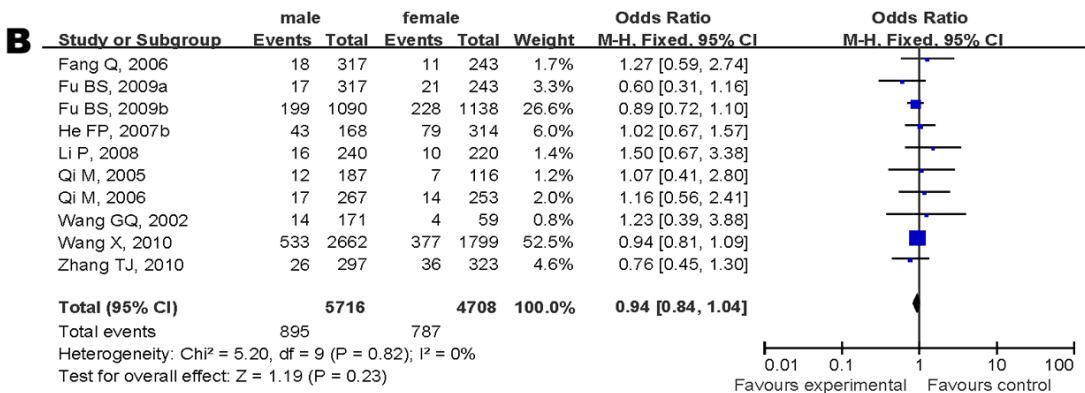 B
male female Odds Ratio Odds Ratio
Study or Subgroup Events Total Events Total Weight M-H, Fixed, 95% CI M-H, Fixed, 95% CI
Fang Q, 2006 18 317 11 243 1.7% 1.27 [0.59, 2.74]
Fu BS, 2009a 17 317 21 243 3.3% 0.60 [0.31, 1.16]
Fu BS, 2009b 199 1090 228 1138 26.6% 0.89 [0.72, 1.10]
He FP, 2007b 43 168 79 314 6.0% 1.02 [0.67, 1.57]
Li P, 2008 16 240 10 220 1.4% 1.50 [0.67, 3.38]
Qi M, 2005 12 187 7 116 1.1% 1.07 [0.41, 2.80]
Qi M, 2006 17 267 14 253 2.0% 1.16 [0.56, 2.41]
Wang GQ, 2002 14 171 4 59 0.8% 1.23 [0.39, 3.88]
Wang X, 2010 533 2662 377 1799 52.5% 0.94 [0.81, 1.09]
Zhang TJ, 2010 26 297 36 323 4.6% 0.76 [0.45, 1.30]
Total (95% CI) 5716 4708 100.0% 0.94 [0.84, 1.04]
Total events 895 787
Heterogeneity: Chi² = 5.20, df = 9 (P = 0.82); I² = 0%
Test for overall effect: Z = 1.19 (P = 0.23)
0.01 0.1 1 10 100
Favours experimental Favours control